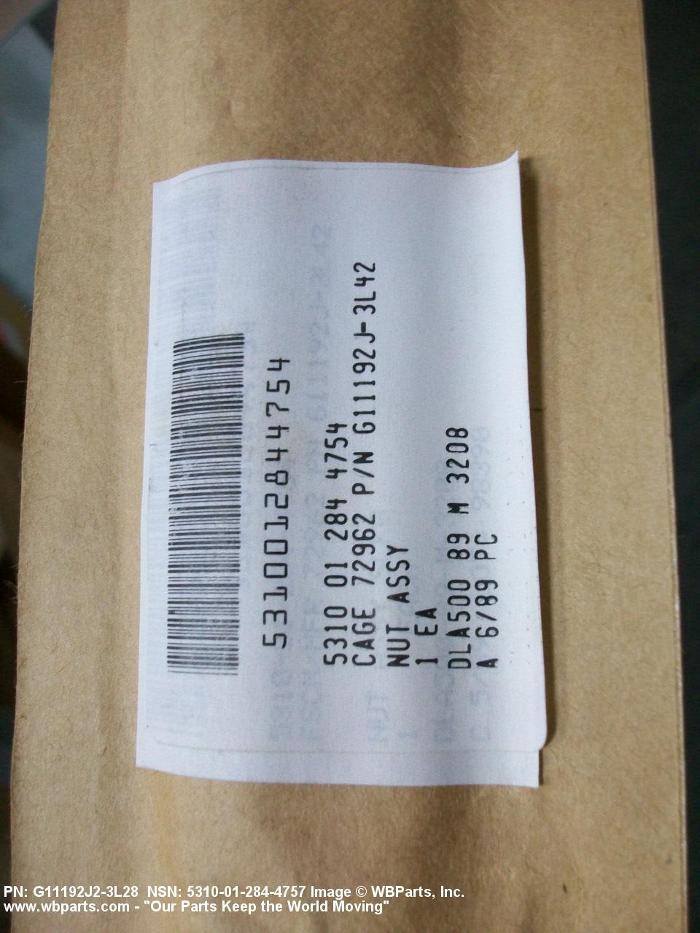 5310012844754
5310 01 284 4754
CAGE 72962 P/N G11192J-3L42
NUT ASSY
1 EA
DLA500 89 M 3208
A 6/89 PC
PN: G11192J2-3L28 NSN: 5310-01-284-4757 Image © WBParts, Inc.
www.wbparts.com - "Our Parts Keep the World Moving"